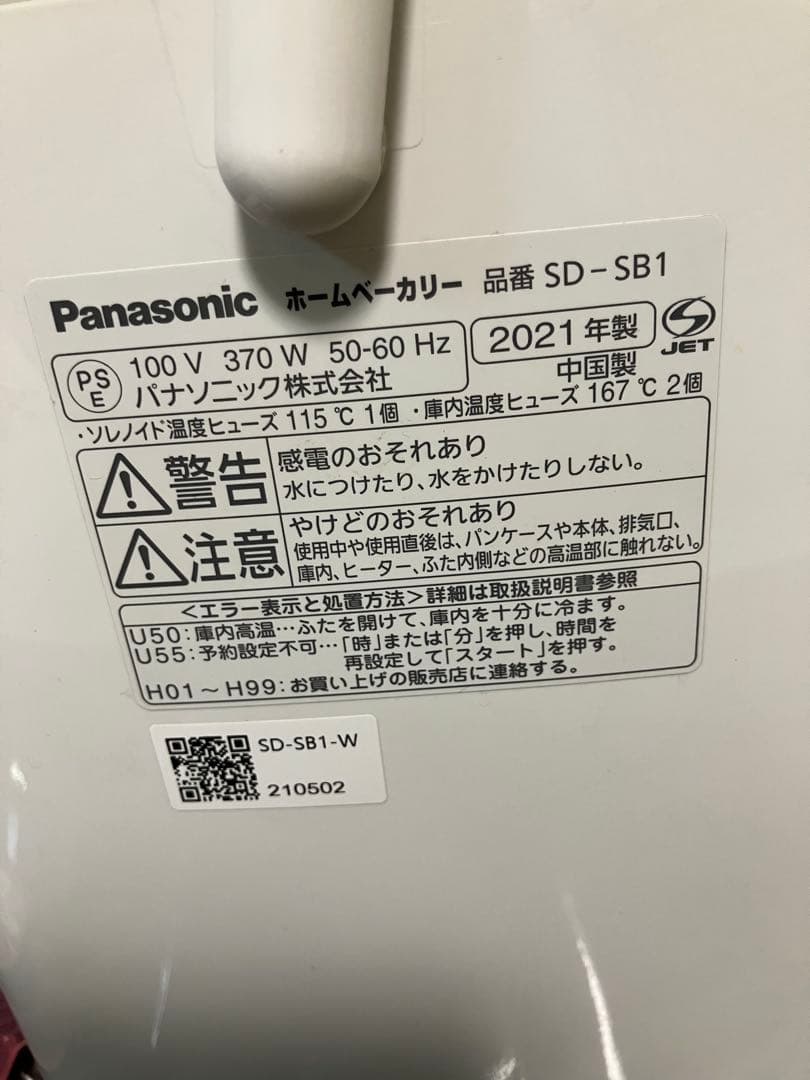 Panasonic ホームベーカリー 品番 SD-SB1
PS
E
100 V 370 W 50-60 Hz
パナソニック株式会社
2021年製
中国製
JET
・ソレノイド温度ヒューズ 115℃ 1個 ・庫内温度ヒューズ 167℃ 2個
警告
感電のおそれあり
水につけたり、水をかけたりしない。
注意
やけどのおそれあり
使用中や使用直後は、パンケースや本体、排気口、
庫内、ヒーター、ふた内側などの高温部に触れない。
<エラー表示と処置方法>詳細は取扱説明書参照
U50:庫内高温…ふたを開けて、庫内を十分に冷ます。
U55:予約設定不可…「時」または「分」を押し、時間を
再設定して「スタート」を押す。
H01~H99:お買い上げの販売店に連絡する。
SD-SB1-W
210502